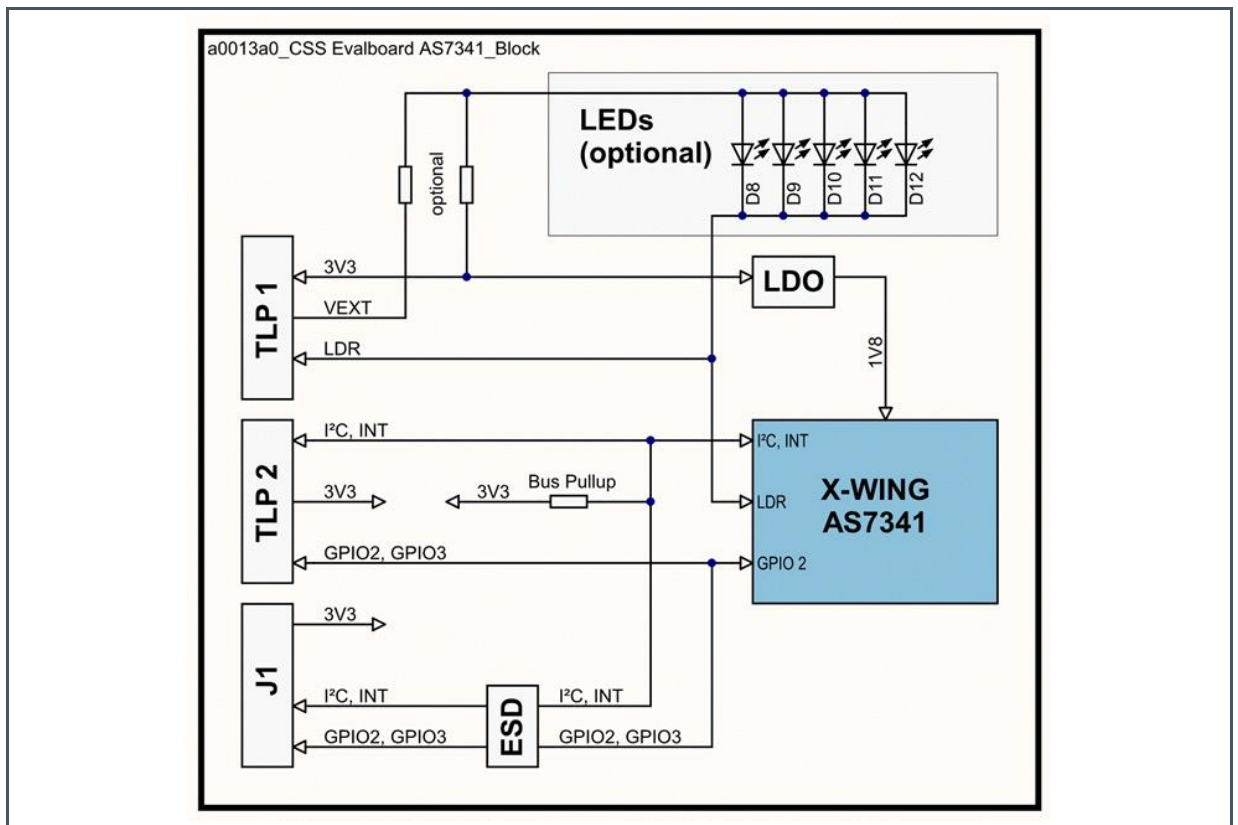 a0013a0_CSS Evalboard AS7341_Block
LEDs
(optional)
D8
D9
D10
D11
D12
optional
TLP 1
3V3
VEXT
LDR
LDO
1V8
TLP 2
I²C, INT
3V3
GPIO2, GPIO3
3V3
Bus Pullup
I²C, INT
LDR
GPIO 2
X-WING
AS7341
J1
3V3
I²C, INT
GPIO2, GPIO3
ESD
I²C, INT
GPIO2, GPIO3